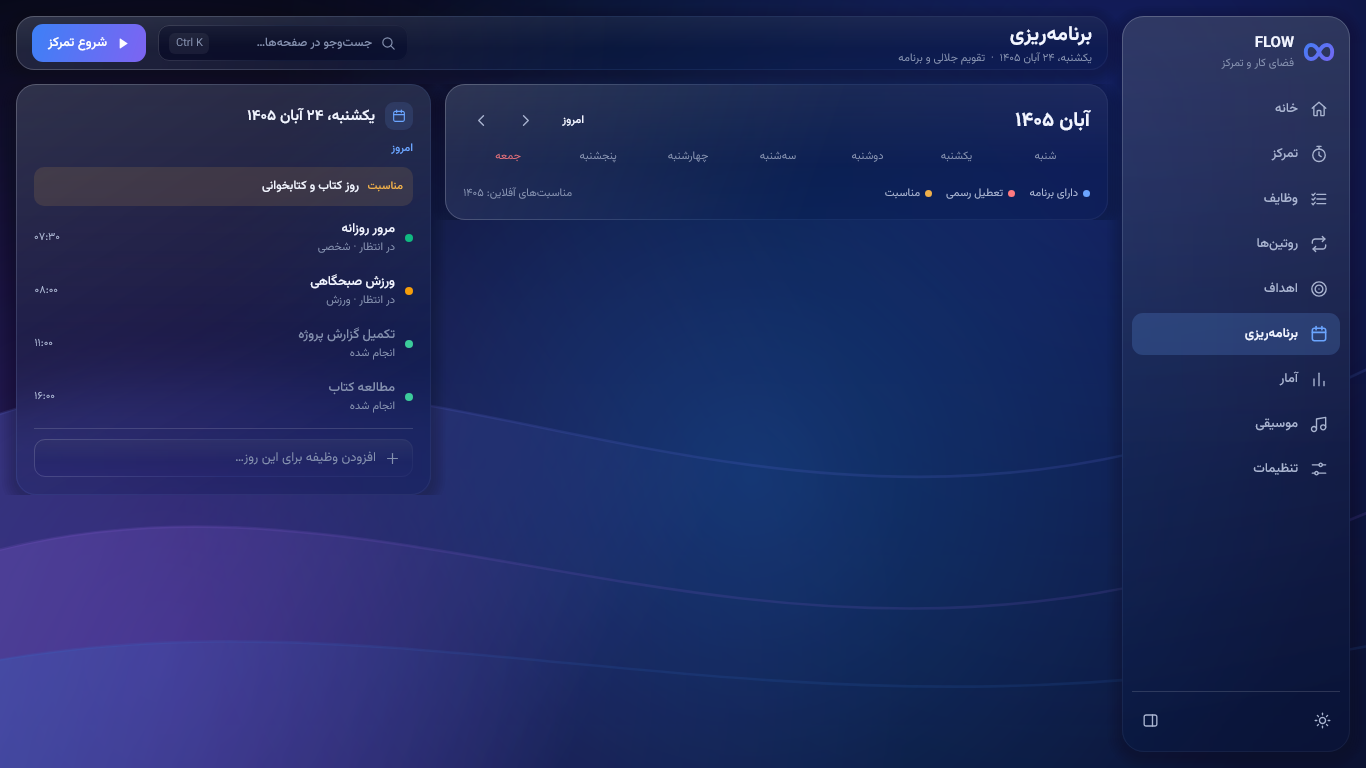 FLOW
فضای کار و تمرکز
خانه
تمرکز
وظایف
روتین‌ها
اهداف
برنامه‌ریزی
آمار
موسیقی
تنظیمات
برنامه‌ریزی
یکشنبه، ۲۴ آبان ۱۴۰۵ · تقویم جلالی و برنامه
جست‌وجو در صفحه‌ها...
Ctrl K
شروع تمرکز
آبان ۱۴۰۵
امروز
شنبه یکشنبه دوشنبه سه‌شنبه چهارشنبه پنجشنبه جمعه
دارای برنامه تعطیل رسمی مناسبت
مناسبت‌های آفلاین: ۱۴۰۵
یکشنبه، ۲۴ آبان ۱۴۰۵
امروز
مناسبت روز کتاب و کتابخوانی
مرور روزانه
در انتظار · شخصی
۰۷:۳۰
ورزش صبحگاهی
در انتظار · ورزش
۰۸:۰۰
تکمیل گزارش پروژه
انجام شده
۱۱:۰۰
مطالعه کتاب
انجام شده
۱۶:۰۰
افزودن وظیفه برای این روز...